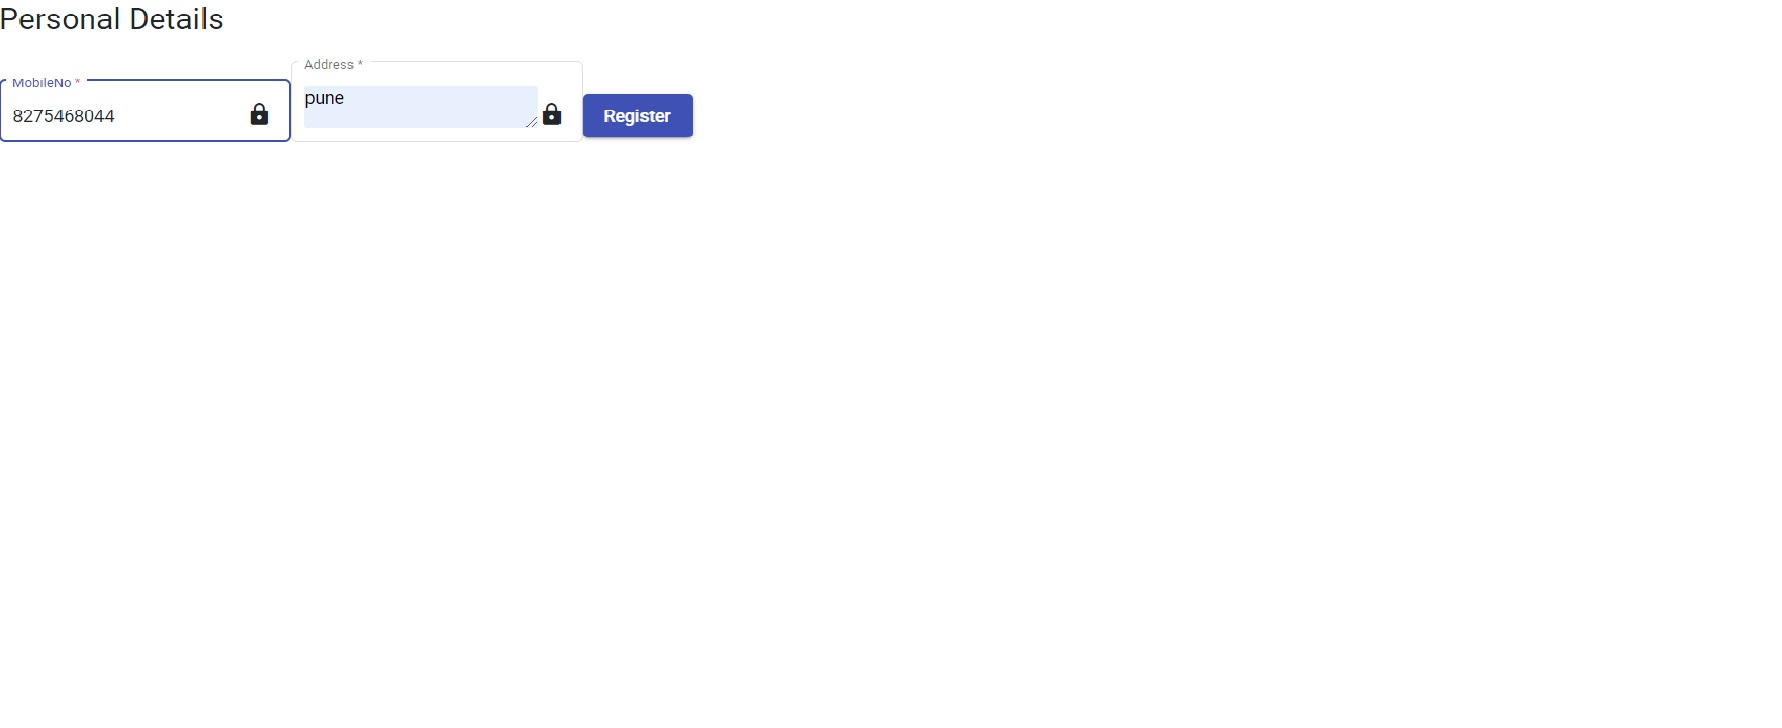 Personal Details
MobileNo *
8275468044
Address *
pune
Register